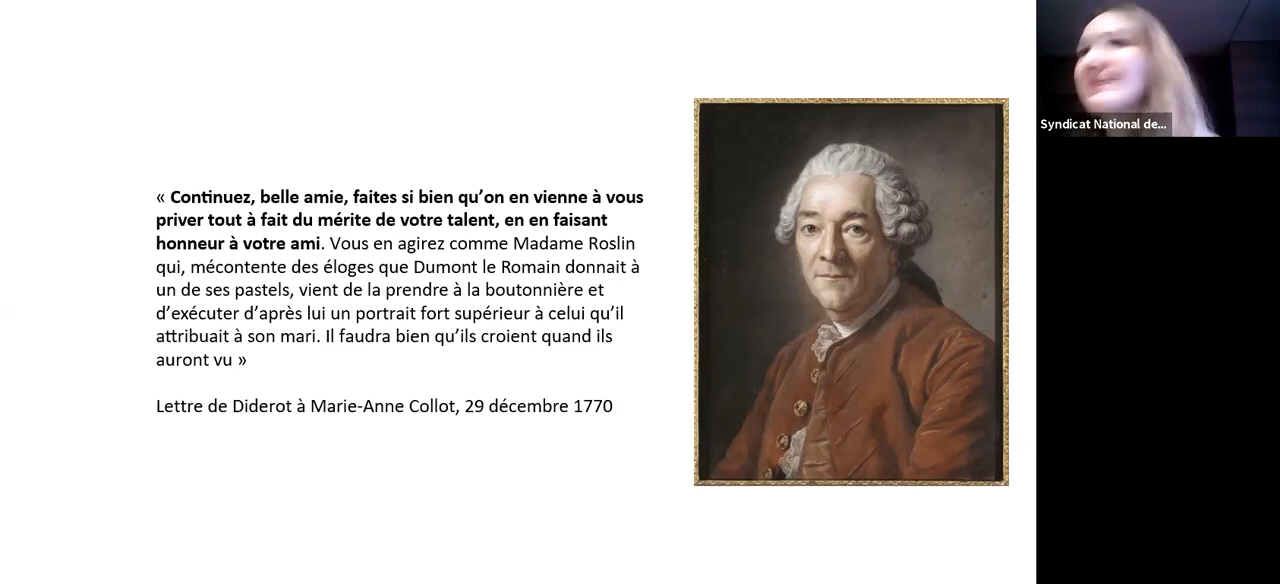 « Continuez, belle amie, faites si bien qu’on en vienne à vous
priver tout à fait du mérite de votre talent, en en faisant
honneur à votre ami. Vous en agirez comme Madame Roslin
qui, mécontente des éloges que Dumont le Romain donnait à
un de ses pastels, vient de la prendre à la boutonnière et
d’exécuter d’après lui un portrait fort supérieur à celui qu’il
attribuait à son mari. Il faudra bien qu’ils croient quand ils
auront vu »
Lettre de Diderot à Marie-Anne Collot, 29 décembre 1770
Syndicat National de...